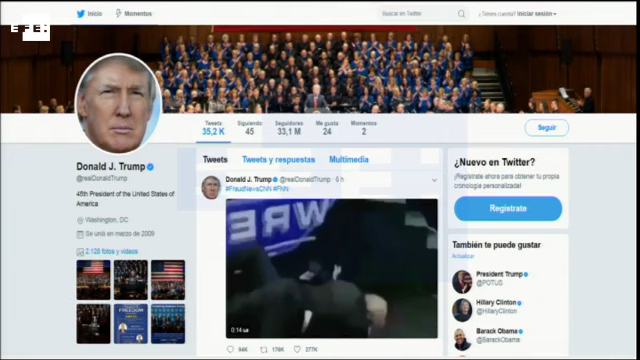 EFE:
Inicio
Momentos
Buscar en Twitter
¿Tienes cuenta? Iniciar sesión
Tweets
35,2 K
Siguiendo
45
Seguidores
33,1 M
Me gusta
24
Momentos
2
Seguir
Donald J. Trump
@realDonaldTrump
45th President of the United States of
America
Washington, DC
Se unió en marzo de 2009
2.128 fotos y vídeos
Tweets
Tweets y respuestas
Multimedia
Donald J. Trump @realDonaldTrump · 6 h
#FraudNewsCNN #FNN
WRE
0:14
94K
176K
277K
¿Nuevo en Twitter?
¡Regístrate ahora para obtener tu propia
cronología personalizada!
Regístrate
También te puede gustar
Actualizar
President Trump
@POTUS
Hillary Clinton
@HillaryClinton
Barack Obama
@BarackObama